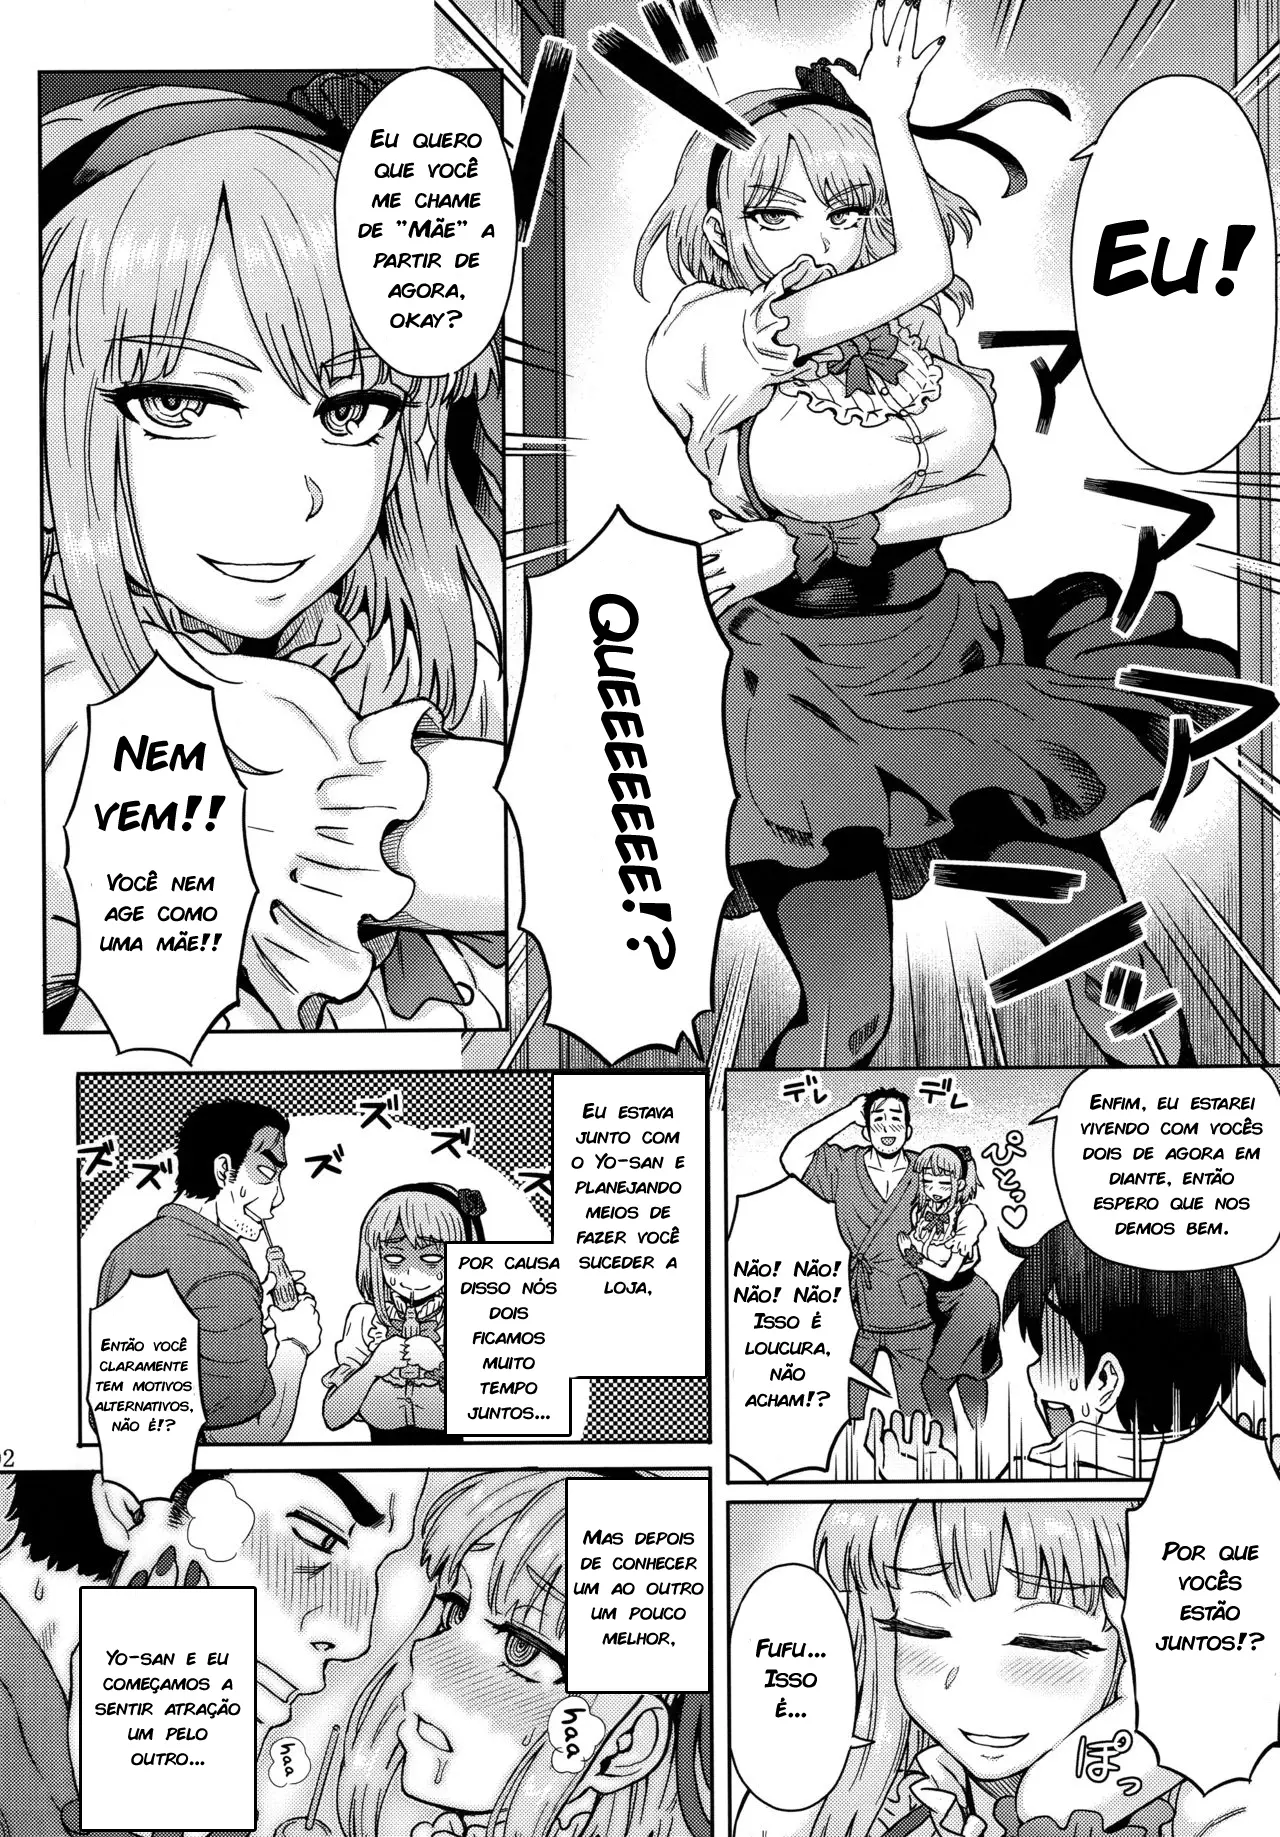 Eu!
QUEEEEEE!?
Eu quero
que você
me chame
de "Mãe" a
partir de
agora,
okay?
Nem
vem!!
Você nem
age como
uma mãe!!
ズアアアアッ
Enfim, eu estarei
vivendo com vocês
dois de agora em
diante, então
espero que nos
demos bem.
デレ
デレ
ぴとっ♡
Não! Não!
Não! Não!
Isso é
loucura,
não
acham!?
Eu estava
junto com
o Yo-san e
planejando
meios de
fazer você
suceder a
loja,
por causa
disso nós
dois
ficamos
muito
tempo
juntos...
ズ
ズ
ズ
ズ
Então você
claramente
tem motivos
alternativos,
não é!?
Por que
vocês
estão
juntos!?
Fufu...
Isso
é...
ぽっ
Mas depois
de conhecer
um ao outro
um pouco
melhor,
Yo-san e eu
começamos a
sentir atração
um pelo
outro...
haa
haa
02